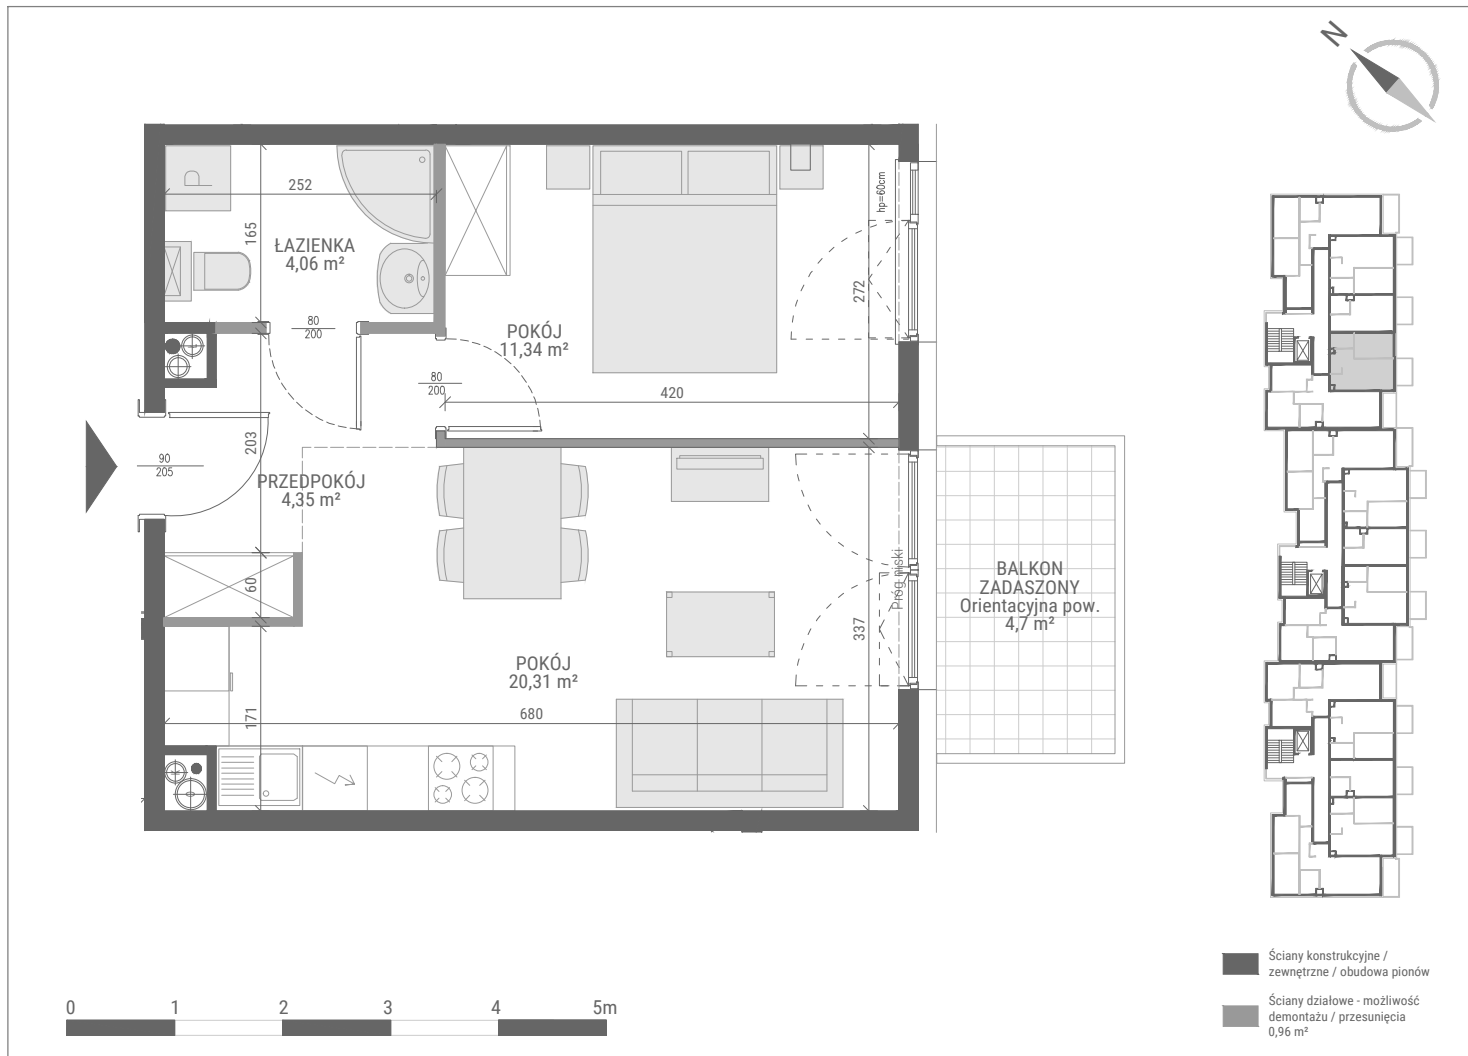 N
252
165
P
ŁAZIENKA
4,06 m²
80
200
hp=60cm
272
POKÓJ
11,34 m²
80
200
420
90
205
203
PRZEDPOKÓJ
4,35 m²
60
Próg niski
337
BALKON
ZADASZONY
Orientacyjna pow.
4,7 m²
POKÓJ
20,31 m²
171
680
Ściany konstrukcyjne /
zewnętrzne / obudowa pionów
Ściany działowe - możliwość
demontażu / przesunięcia
0,96 m²
0 1 2 3 4 5m